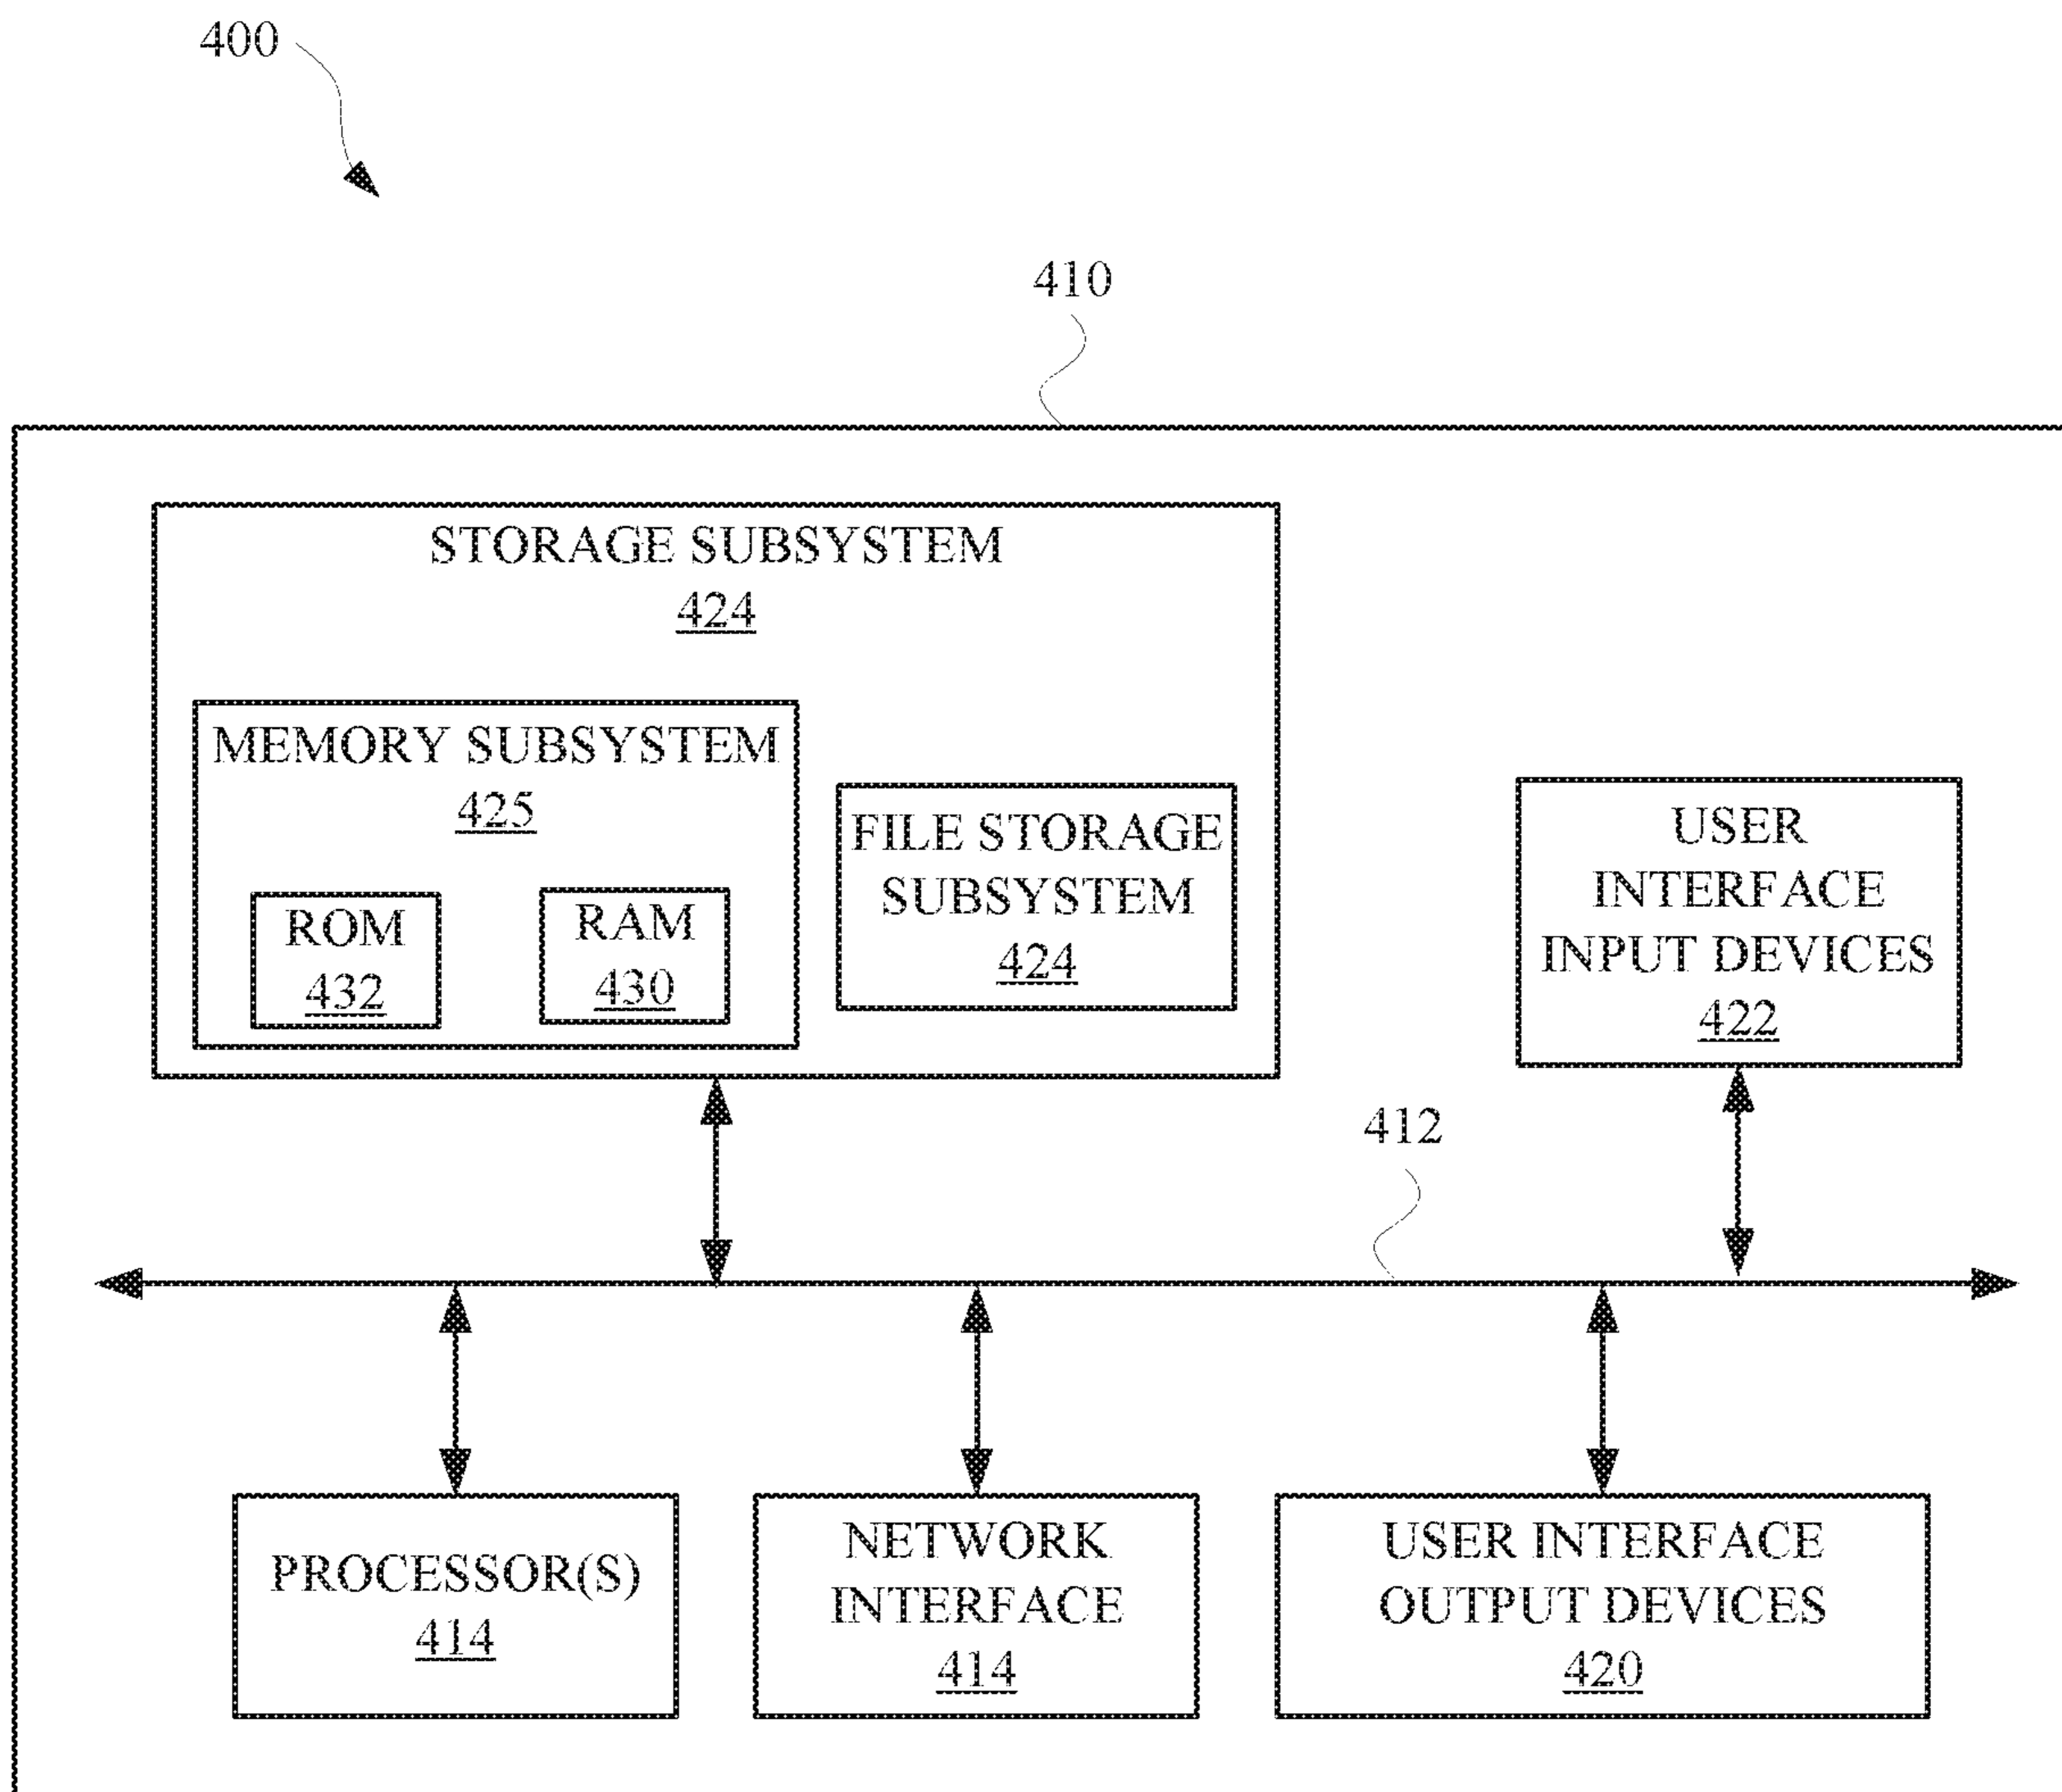 400
410
STORAGE SUBSYSTEM
424
MEMORY SUBSYSTEM
425
ROM
432
RAM
430
FILE STORAGE
SUBSYSTEM
424
USER
INTERFACE
INPUT DEVICES
422
412
PROCESSOR(S)
414
NETWORK
INTERFACE
414
USER INTERFACE
OUTPUT DEVICES
420